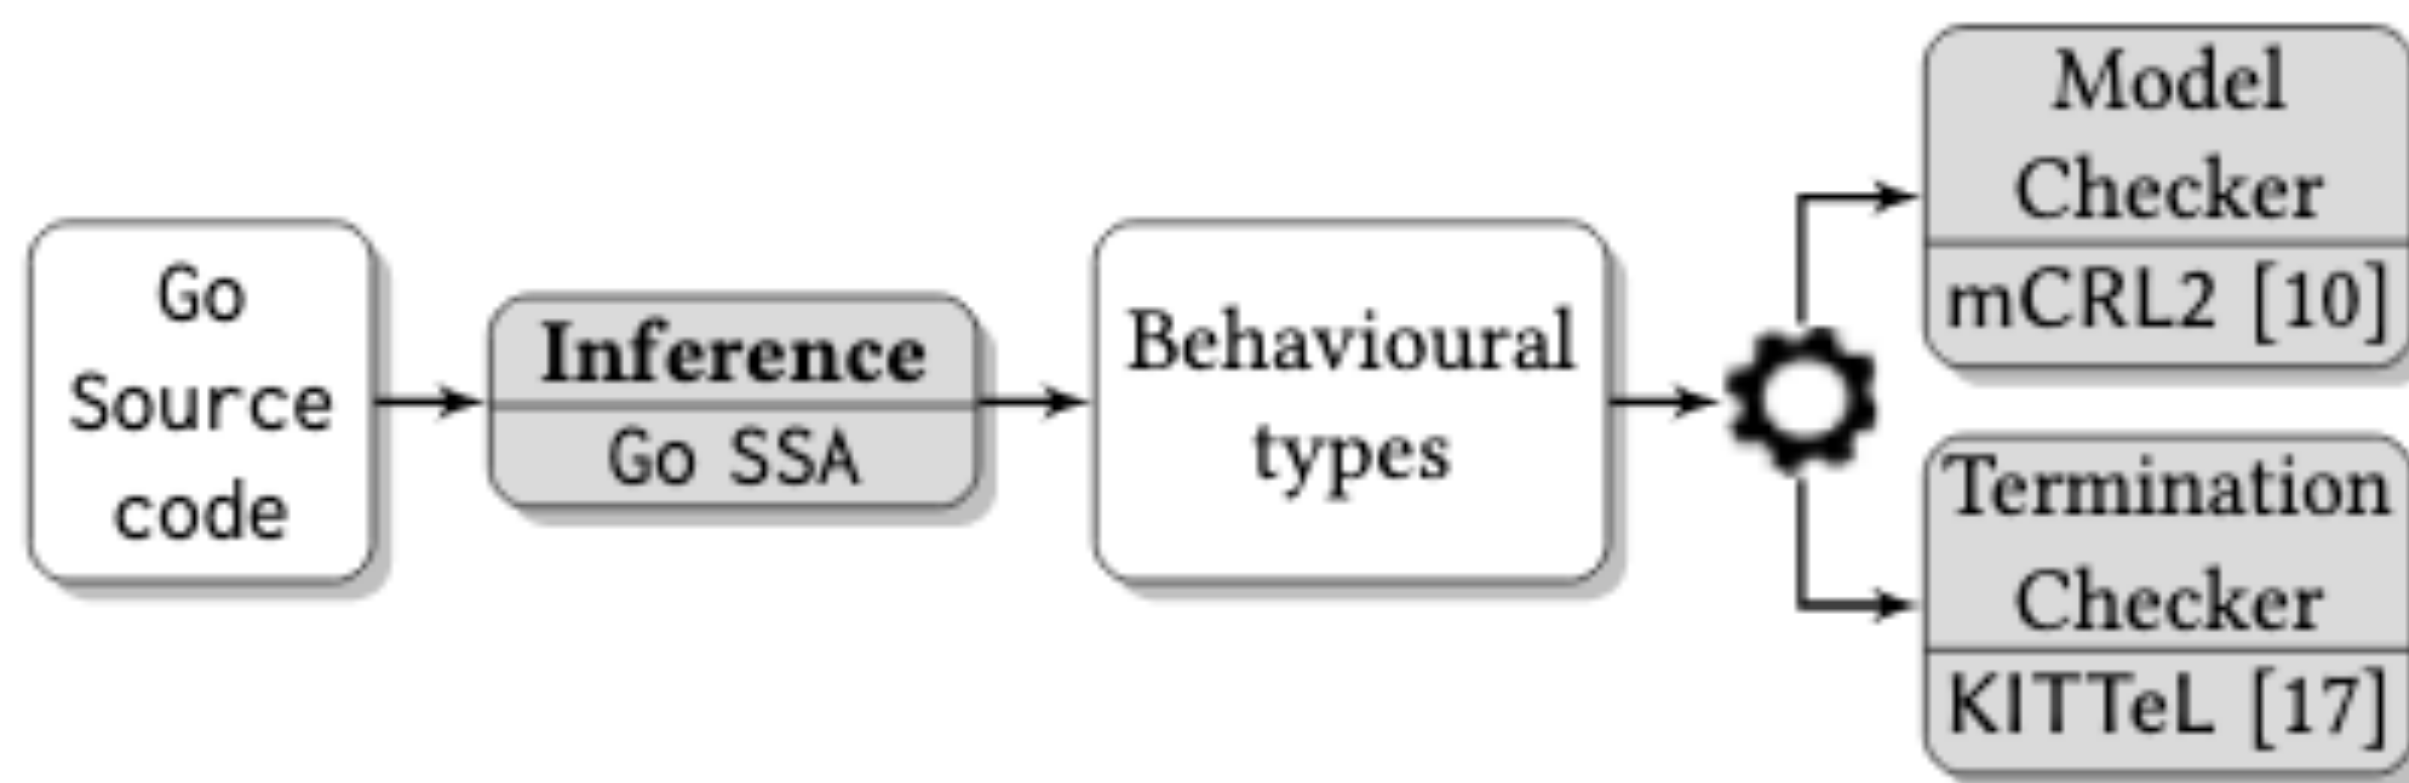 Go
Source
code
Inference
Go SSA
Behavioural
types
Model
Checker
mCRL2 [10]
Termination
Checker
KITTeL [17]